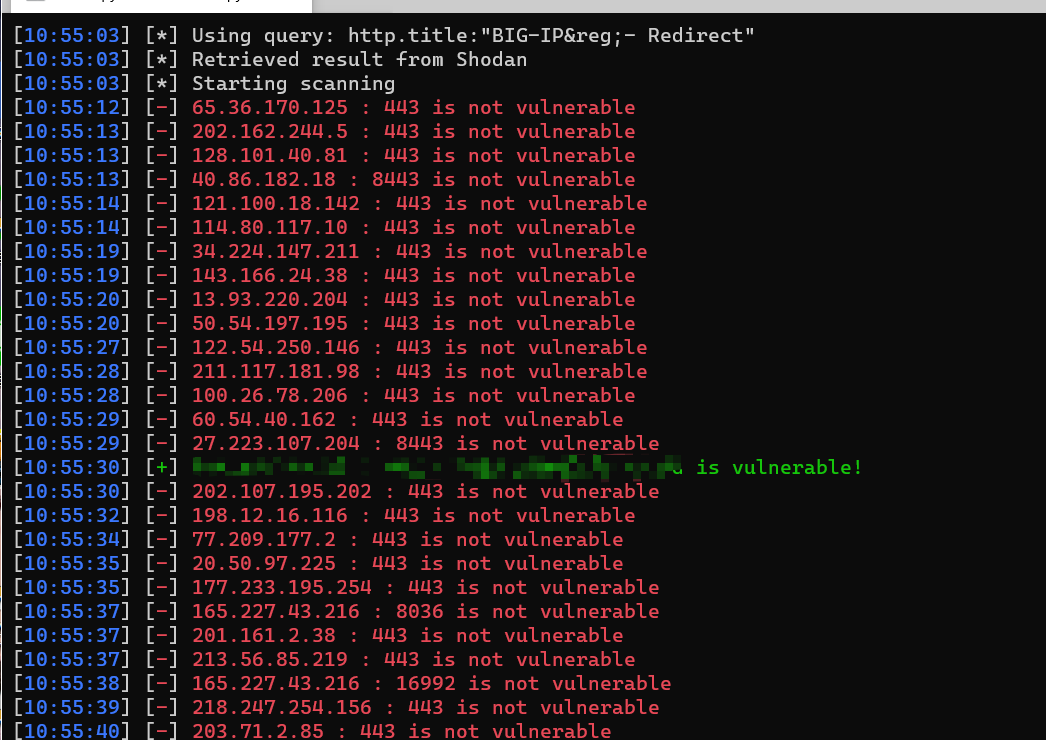 [10:55:03] [*] Using query: http.title:"BIG-IP&reg;- Redirect"
[10:55:03] [*] Retrieved result from Shodan
[10:55:03] [*] Starting scanning
[10:55:12] [-] 65.36.170.125 : 443 is not vulnerable
[10:55:13] [-] 202.162.244.5 : 443 is not vulnerable
[10:55:13] [-] 128.101.40.81 : 443 is not vulnerable
[10:55:13] [-] 40.86.182.18 : 8443 is not vulnerable
[10:55:14] [-] 121.100.18.142 : 443 is not vulnerable
[10:55:14] [-] 114.80.117.10 : 443 is not vulnerable
[10:55:19] [-] 34.224.147.211 : 443 is not vulnerable
[10:55:19] [-] 143.166.24.38 : 443 is not vulnerable
[10:55:20] [-] 13.93.220.204 : 443 is not vulnerable
[10:55:20] [-] 50.54.197.195 : 443 is not vulnerable
[10:55:27] [-] 122.54.250.146 : 443 is not vulnerable
[10:55:28] [-] 211.117.181.98 : 443 is not vulnerable
[10:55:28] [-] 100.26.78.206 : 443 is not vulnerable
[10:55:29] [-] 60.54.40.162 : 443 is not vulnerable
[10:55:29] [-] 27.223.107.204 : 8443 is not vulnerable
[10:55:30] [+] is vulnerable!
[10:55:30] [-] 202.107.195.202 : 443 is not vulnerable
[10:55:32] [-] 198.12.16.116 : 443 is not vulnerable
[10:55:34] [-] 77.209.177.2 : 443 is not vulnerable
[10:55:35] [-] 20.50.97.225 : 443 is not vulnerable
[10:55:35] [-] 177.233.195.254 : 443 is not vulnerable
[10:55:37] [-] 165.227.43.216 : 8036 is not vulnerable
[10:55:37] [-] 201.161.2.38 : 443 is not vulnerable
[10:55:37] [-] 213.56.85.219 : 443 is not vulnerable
[10:55:38] [-] 165.227.43.216 : 16992 is not vulnerable
[10:55:39] [-] 218.247.254.156 : 443 is not vulnerable
[10:55:40] [-] 203.71.2.85 : 443 is not vulnerable